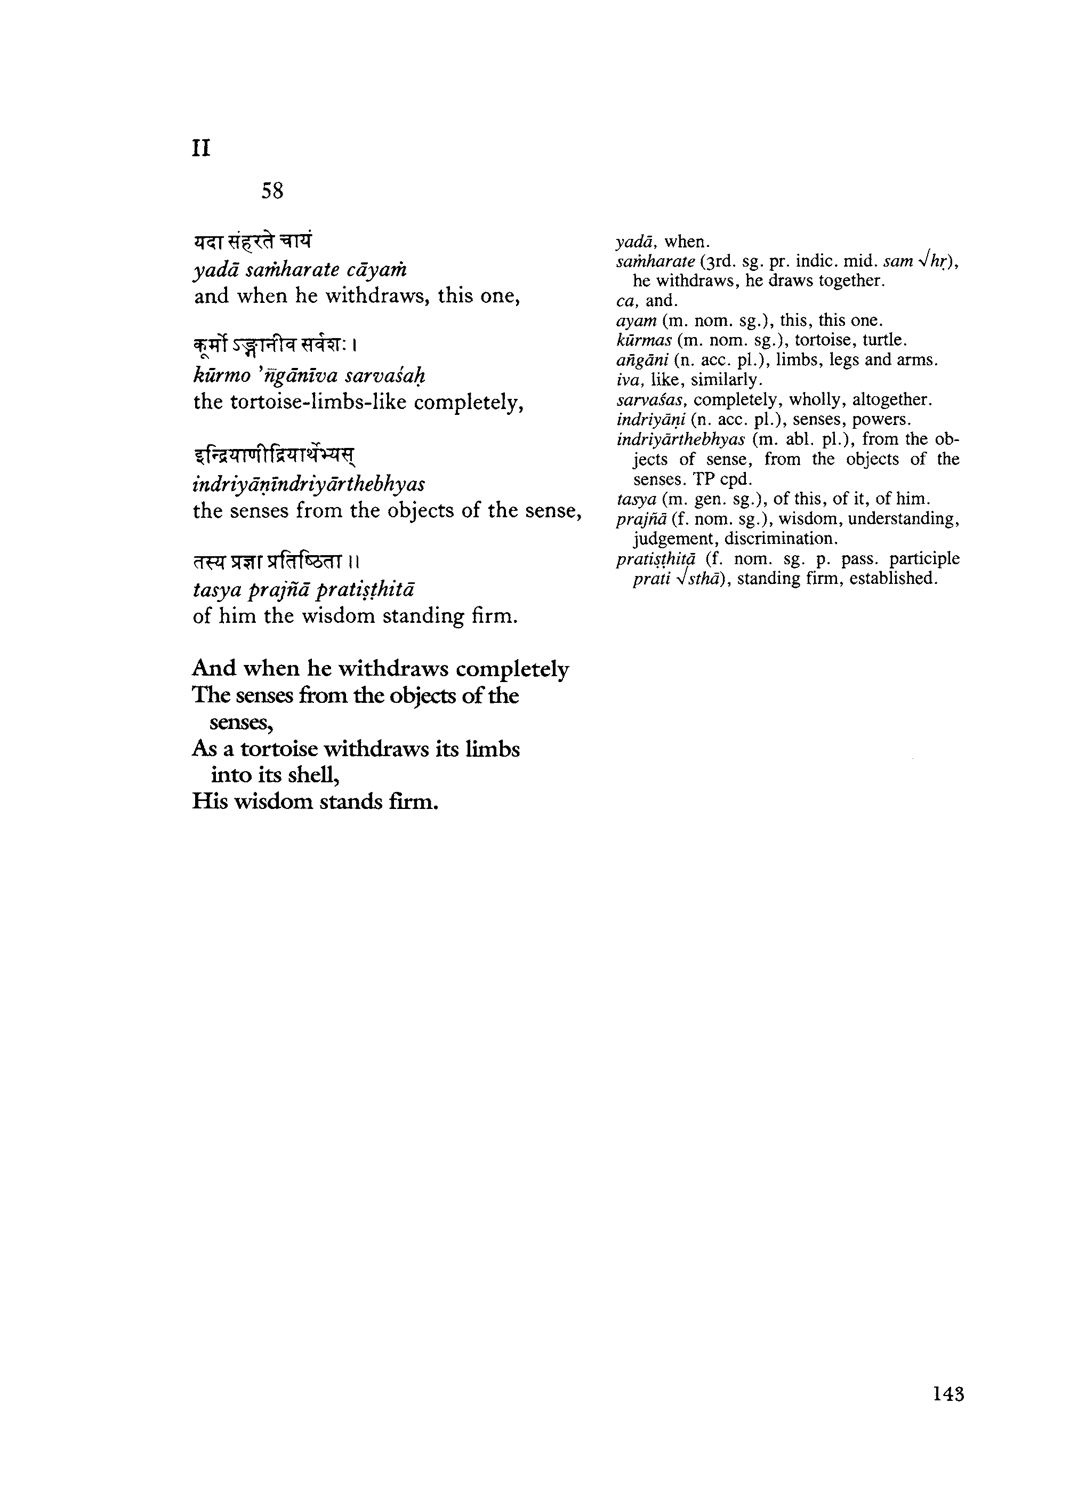 II
58
यदा संहरते चायं
yadā saṁharate cāyaṁ
and when he withdraws, this one,
कूर्मो ऽङ्गानीव सर्वशः ।
kūrmo 'n̄gānīva sarvaśaḥ
the tortoise-limbs-like completely,
इन्द्रियाणीन्द्रियार्थेभ्यस्
indriyāṇīndriyārthebhyas
the senses from the objects of the sense,
तस्य प्रज्ञा प्रतिष्ठिता ।।
tasya prajñā pratiṣṭhitā
of him the wisdom standing firm.
And when he withdraws completely
The senses from the objects of the
senses,
As a tortoise withdraws its limbs
into its shell,
His wisdom stands firm.
yadā, when.
saṁharate (3rd. sg. pr. indic. mid. sam √hṛ),
he withdraws, he draws together.
ca, and.
ayam (m. nom. sg.), this, this one.
kūrmas (m. nom. sg.), tortoise, turtle.
an̄gāni (n. acc. pl.), limbs, legs and arms.
iva, like, similarly.
sarvaśas, completely, wholly, altogether.
indriyāṇi (n. acc. pl.), senses, powers.
indriyārthebhyas (m. abl. pl.), from the ob-
jects of sense, from the objects of the
senses. TP cpd.
tasya (m. gen. sg.), of this, of it, of him.
prajñā (f. nom. sg.), wisdom, understanding,
judgement, discrimination.
pratiṣṭhitā (f. nom. sg. p. pass. participle
prati √sthā), standing firm, established.
143